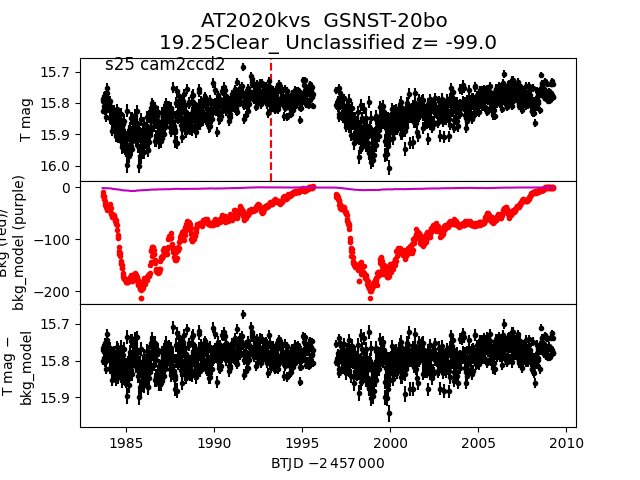 AT2020kvs  GSNST-20bo
19.25Clear_ Unclassified z= -99.0
s25 cam2ccd2
T mag
15.7
15.8
15.9
16.0
bkg_model (purple)
0
−100
−200
T mag −
bkg_model
15.7
15.8
15.9
1985
1990
1995
2000
2005
2010
BTJD −2 457 000